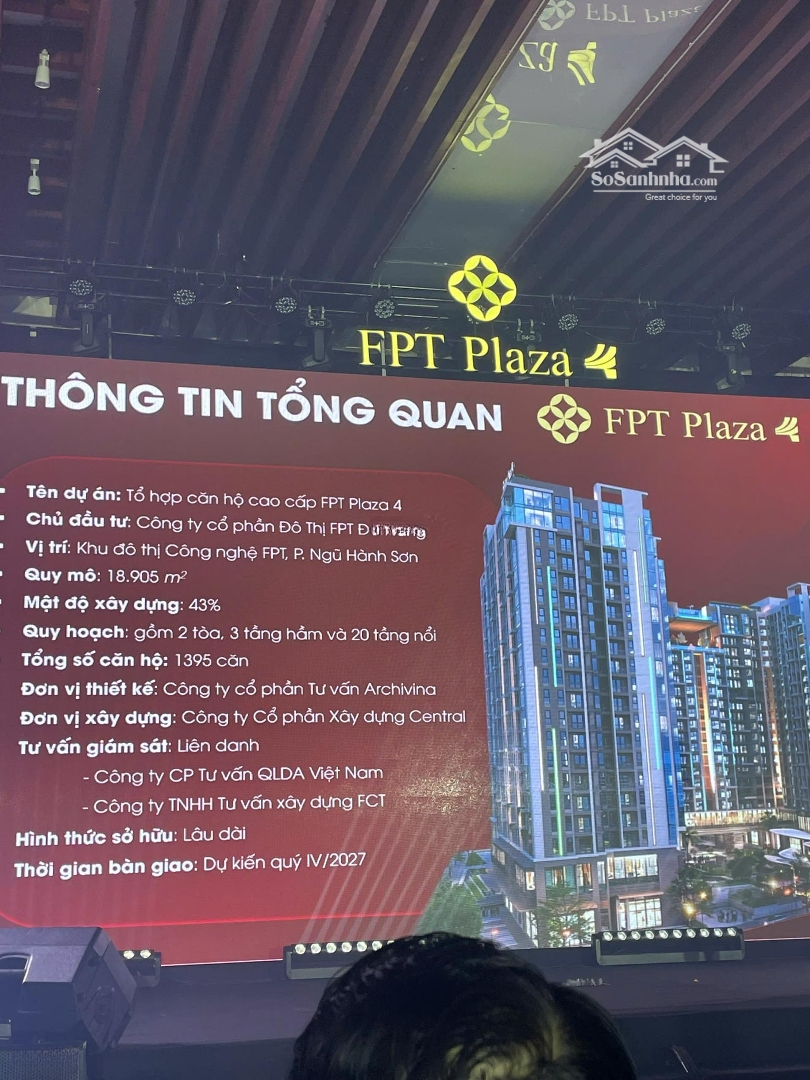 FPT Plaza
SoSanhnha.com
Great choice for you
FPT Plaza 4
THÔNG TIN TỔNG QUAN
FPT Plaza 4
Tên dự án: Tổ hợp căn hộ cao cấp FPT Plaza 4
Chủ đầu tư: Công ty cổ phần Đô Thị FPT
Vị trí: Khu đô thị Công nghệ FPT, P. Ngũ Hành Sơn
Quy mô: 18.905 m²
Mật độ xây dựng: 43%
Quy hoạch: gồm 2 tòa, 3 tầng hầm và 20 tầng nổi
Tổng số căn hộ: 1395 căn
Đơn vị thiết kế: Công ty cổ phần Tư vấn Archivina
Đơn vị xây dựng: Công ty Cổ phần Xây dựng Central
Tư vấn giám sát: Liên danh
- Công ty CP Tư vấn QLDA Việt Nam
- Công ty TNHH Tư vấn xây dựng FCT
Hình thức sở hữu: Lâu dài
Thời gian bàn giao: Dự kiến quý IV/2027